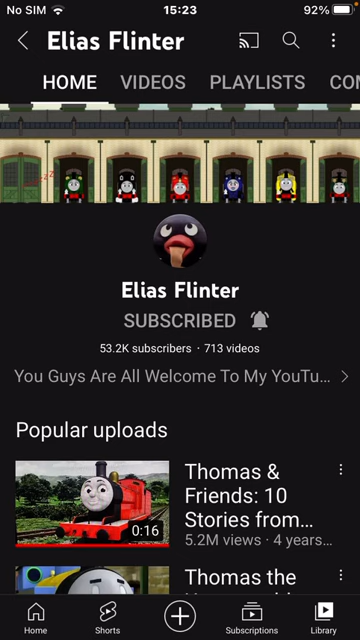 No SIM 15:23 92%
Elias Flinter
HOME VIDEOS PLAYLISTS COM
Elias Flinter
SUBSCRIBED
53.2K subscribers · 713 videos
You Guys Are All Welcome To My YouTu...
Popular uploads
0:16
Thomas &
Friends: 10
Stories from...
5.2M views · 4 years...
Thomas the
Home Shorts Subscriptions Library